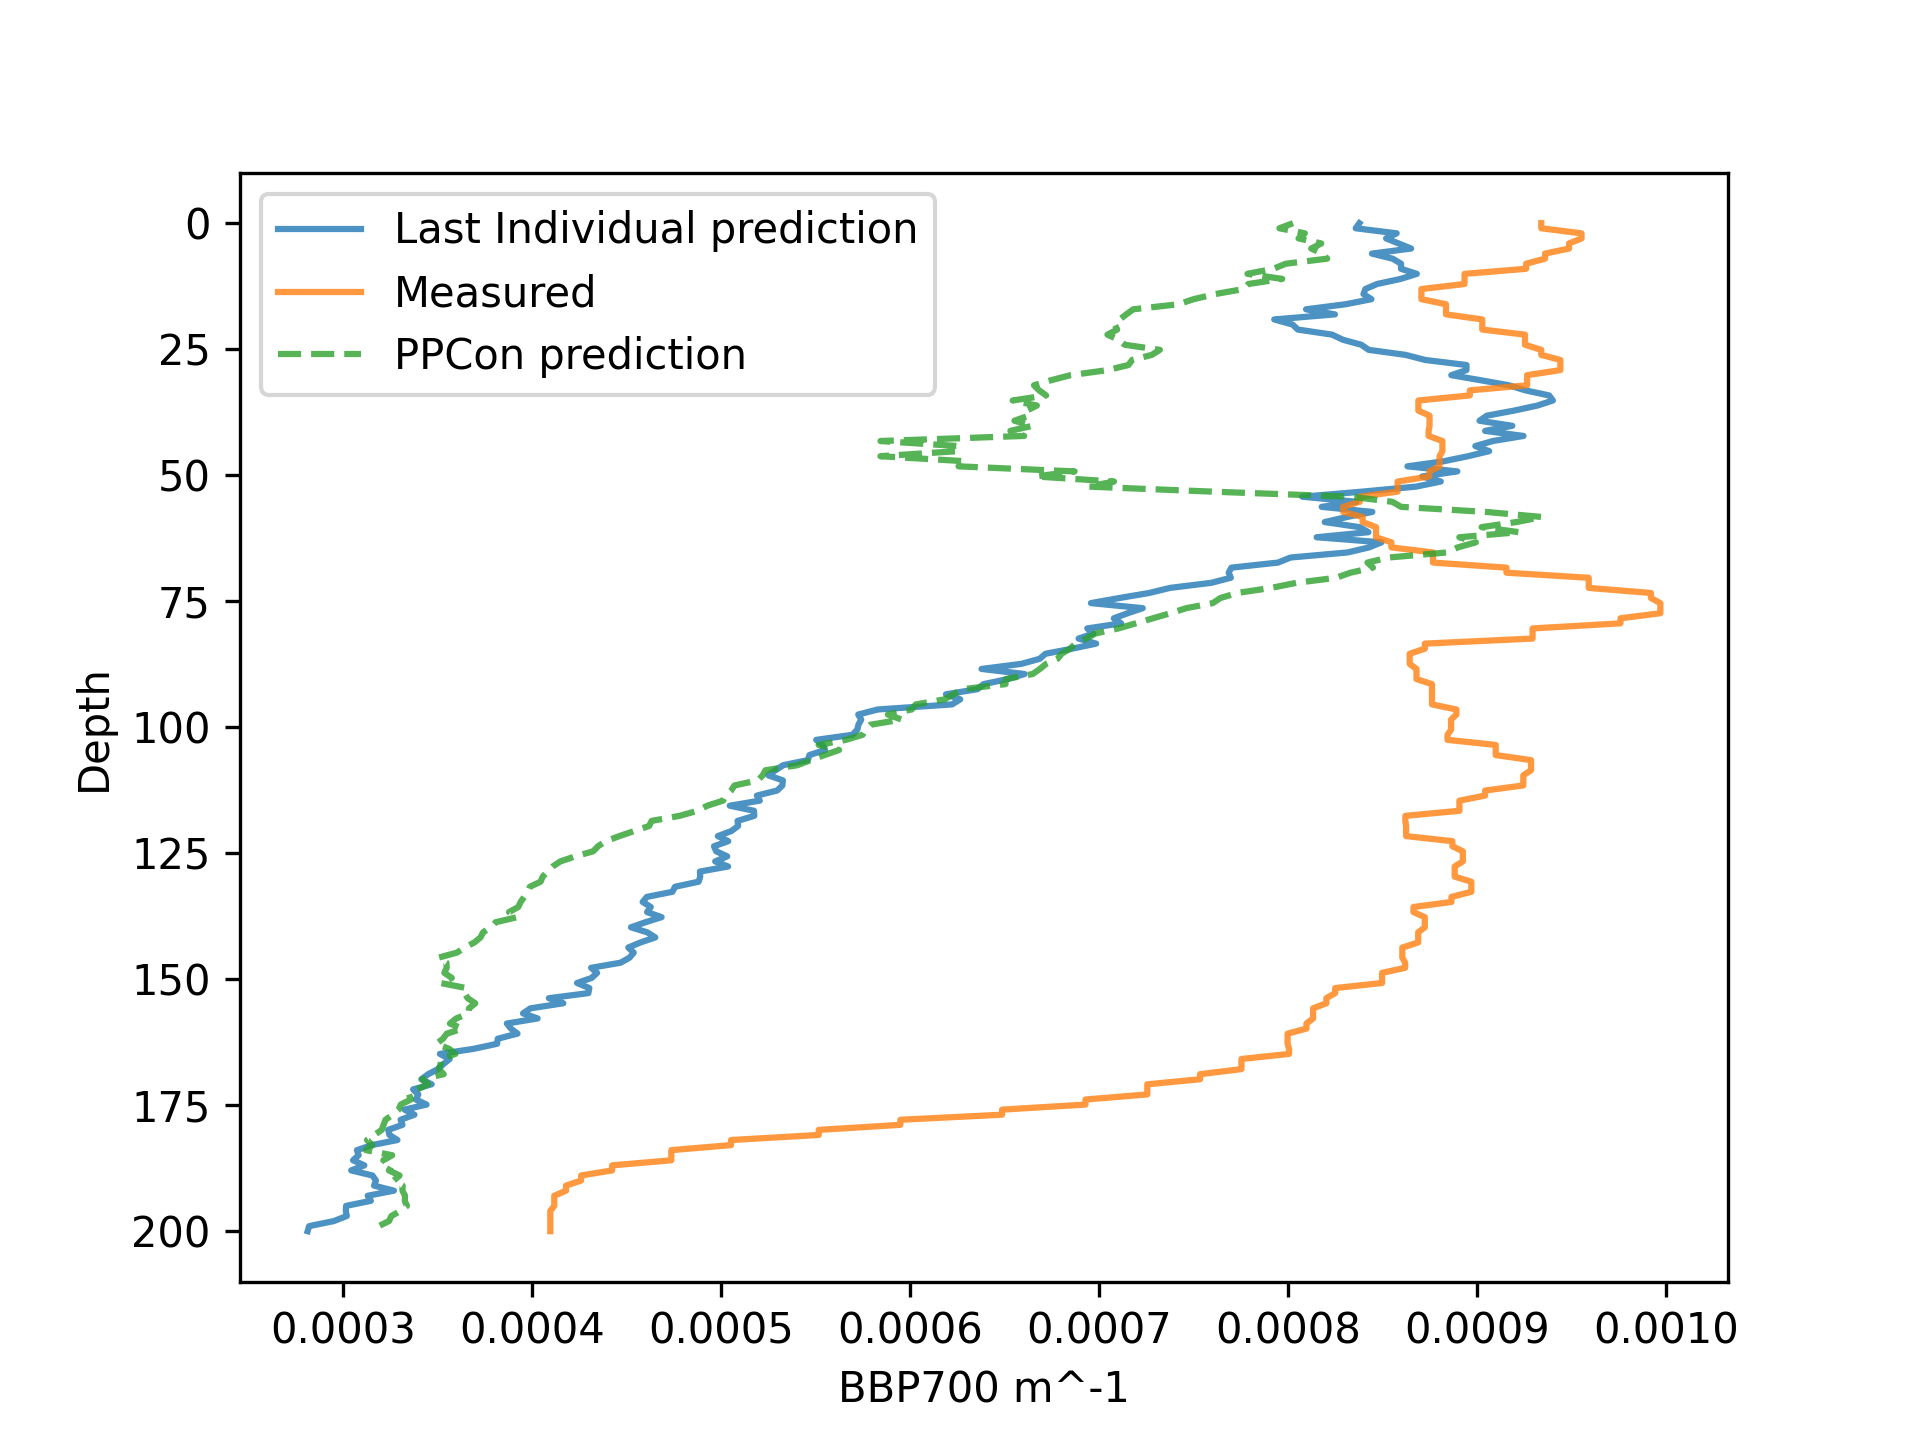 Last Individual prediction
Measured
PPCon prediction
0
25
50
75
100
125
150
175
200
Depth
0.0003 0.0004 0.0005 0.0006 0.0007 0.0008 0.0009 0.0010
BBP700 m^-1